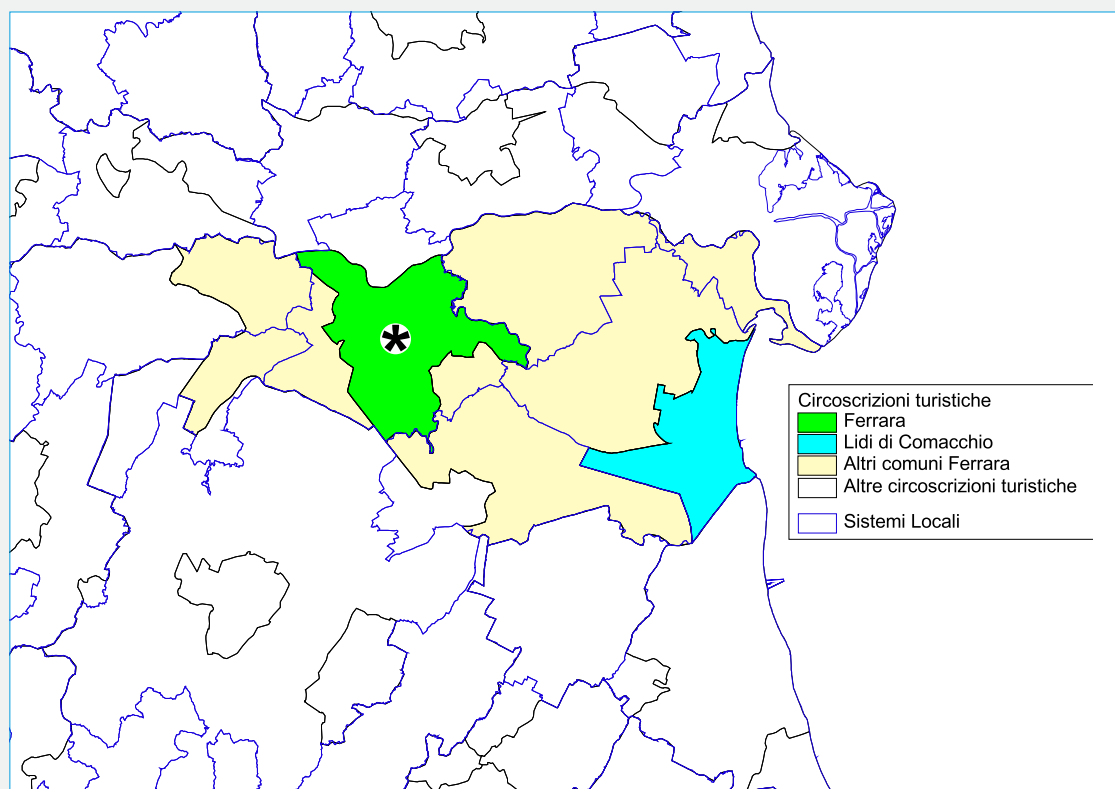 Circoscrizioni turistiche
Ferrara
Lidi di Comacchio
Altri comuni Ferrara
Altre circoscrizioni turistiche
Sistemi Locali